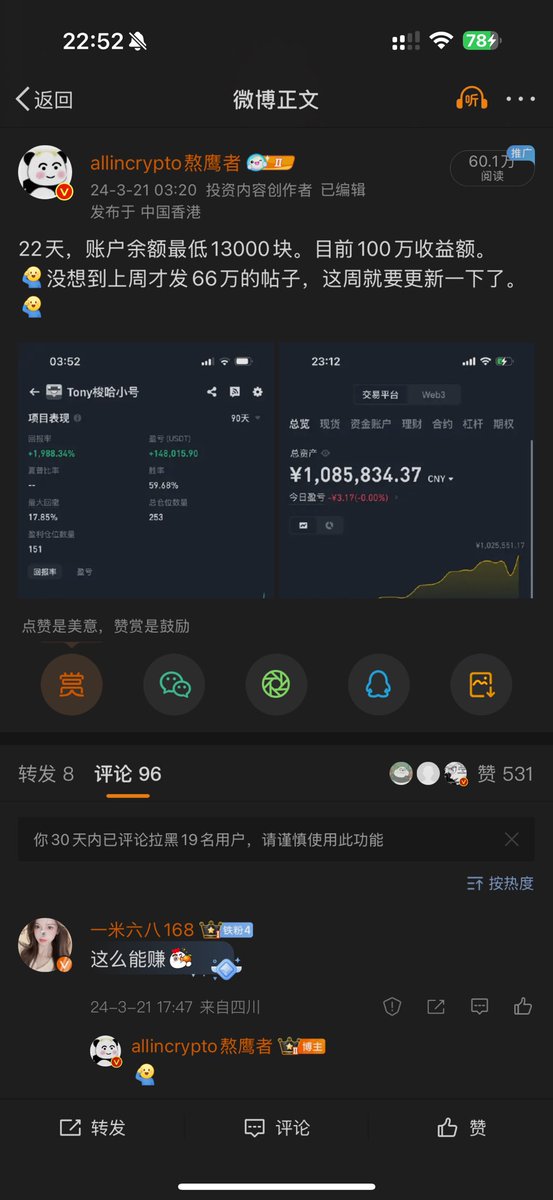 22:52
78
返回
微博正文
听
allincrypto熬鹰者
II
60.1万
推广
阅读
24-3-21 03:20 投资内容创作者 已编辑
发布于 中国香港
22天，账户余额最低13000块。目前100万收益额。
没想到上周才发66万的帖子，这周就要更新一下了。
03:52
Tony梭哈小号
项目表现
90天
回报率
盈亏 (USDT)
+1,988.34%
+148,015.90
夏普比率
胜率
--
59.68%
最大回撤
总仓位数量
17.85%
253
盈利仓位数量
151
回报率
盈亏
23:12
交易平台
Web3
总览 现货 资金账户 理财 合约 杠杆 期权
总资产
¥1,085,834.37 CNY
今日盈亏 -¥3.17(-0.00%)
¥1,025,551.17
点赞是美意，赞赏是鼓励
赏
转发 8
评论 96
赞 531
你30天内已评论拉黑19名用户，请谨慎使用此功能
按热度
一米六八168
铁粉4
这么能赚
24-3-21 17:47 来自四川
allincrypto熬鹰者
博主
转发
评论
赞